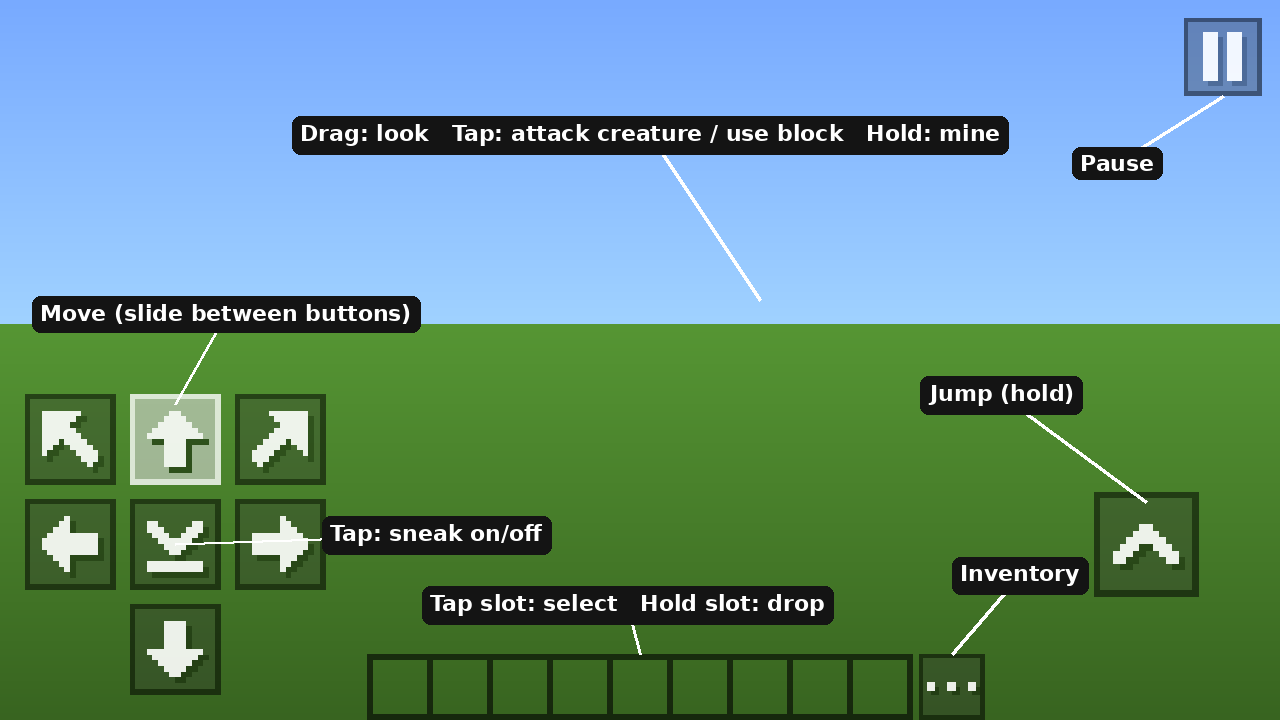 Drag: look   Tap: attack creature / use block   Hold: mine
Pause
Move (slide between buttons)
Jump (hold)
Tap: sneak on/off
Inventory
Tap slot: select   Hold slot: drop